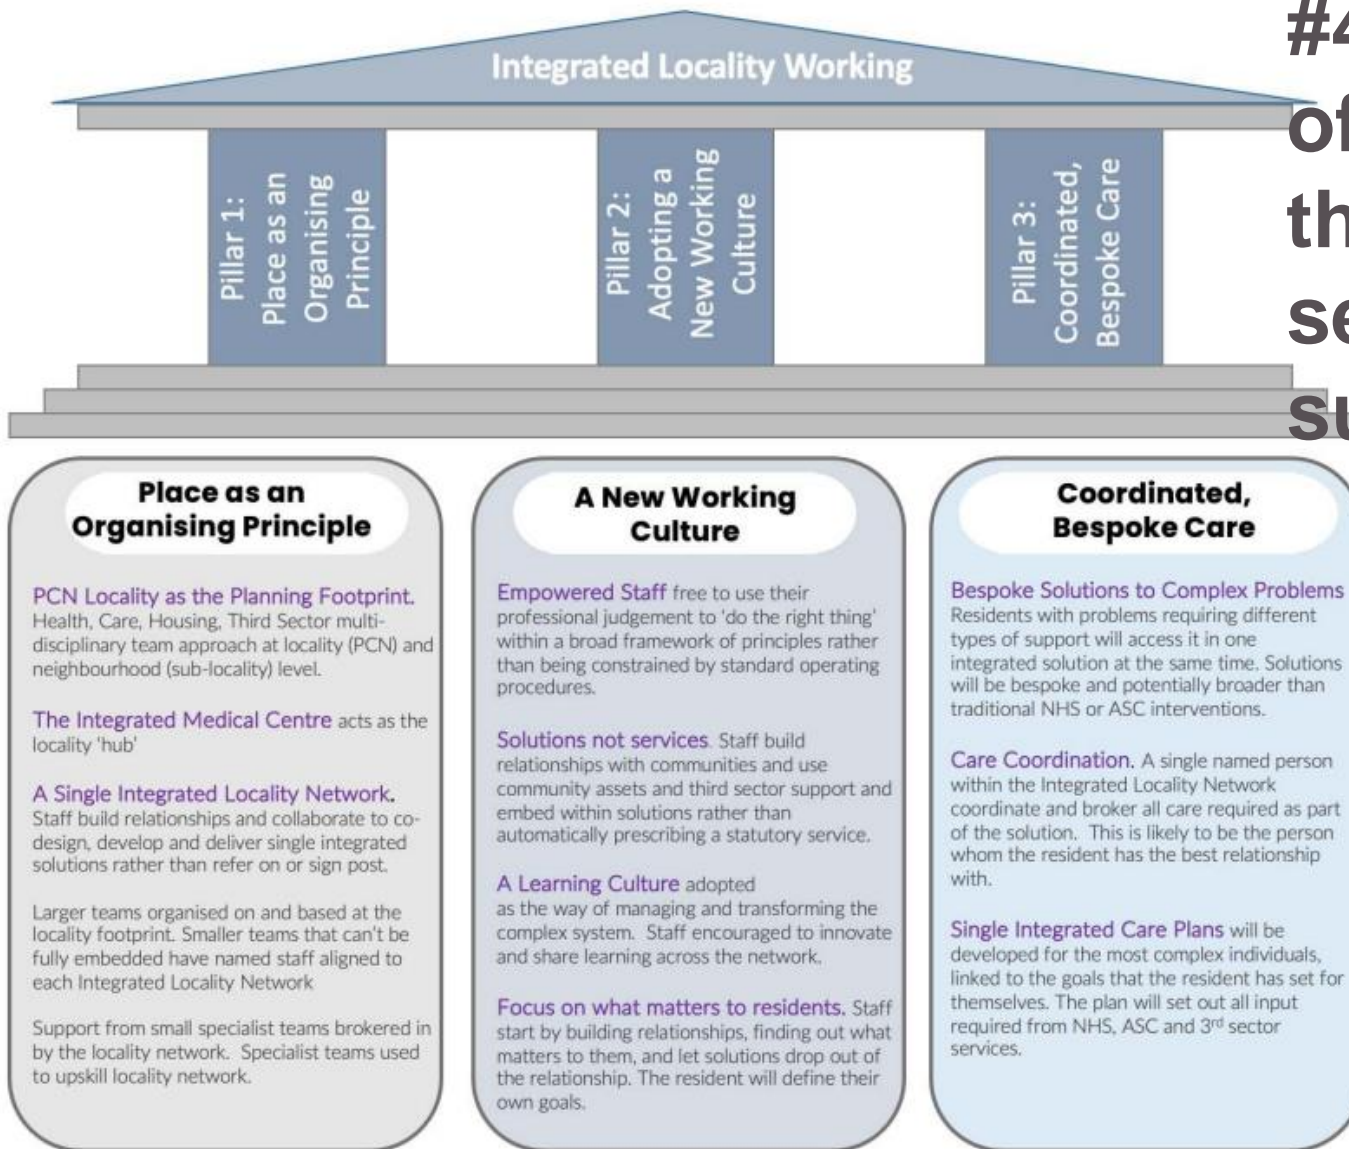 Integrated Locality Working
Pillar 1:
Place as an
Organising
Principle
Pillar 2:
Adopting a
New Working
Culture
Pillar 3:
Coordinated,
Bespoke Care
#4
of
th
se
su
Place as an
Organising Principle
PCN Locality as the Planning Footprint.
Health, Care, Housing, Third Sector multi-
disciplinary team approach at locality (PCN) and
neighbourhood (sub-locality) level.
The Integrated Medical Centre acts as the
locality 'hub'
A Single Integrated Locality Network.
Staff build relationships and collaborate to co-
design, develop and deliver single integrated
solutions rather than refer on or sign post.
Larger teams organised on and based at the
locality footprint. Smaller teams that can't be
fully embedded have named staff aligned to
each Integrated Locality Network
Support from small specialist teams brokered in
by the locality network. Specialist teams used
to upskill locality network.
A New Working
Culture
Empowered Staff free to use their
professional judgement to 'do the right thing'
within a broad framework of principles rather
than being constrained by standard operating
procedures.
Solutions not services. Staff build
relationships with communities and use
community assets and third sector support and
embed within solutions rather than
automatically prescribing a statutory service.
A Learning Culture adopted
as the way of managing and transforming the
complex system. Staff encouraged to innovate
and share learning across the network.
Focus on what matters to residents. Staff
start by building relationships, finding out what
matters to them, and let solutions drop out of
the relationship. The resident will define their
own goals.
Coordinated,
Bespoke Care
Bespoke Solutions to Complex Problems
Residents with problems requiring different
types of support will access it in one
integrated solution at the same time. Solutions
will be bespoke and potentially broader than
traditional NHS or ASC interventions.
Care Coordination. A single named person
within the Integrated Locality Network
coordinate and broker all care required as part
of the solution. This is likely to be the person
whom the resident has the best relationship
with.
Single Integrated Care Plans will be
developed for the most complex individuals,
linked to the goals that the resident has set for
themselves. The plan will set out all input
required from NHS, ASC and 3rd sector
services.